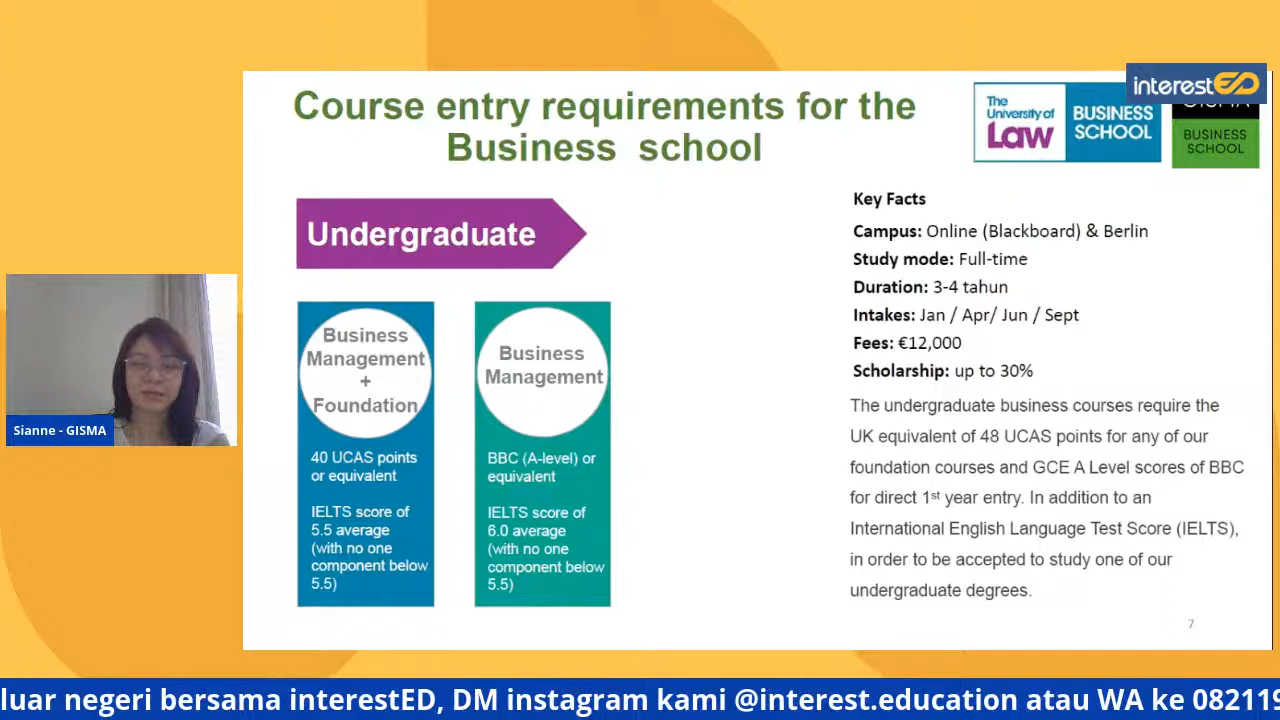 Course entry requirements for the
Business school
interestED
The
University of
Law
BUSINESS
SCHOOL
GISMA
BUSINESS
SCHOOL
Undergraduate
Business
Management
+
Foundation
40 UCAS points
or equivalent
IELTS score of
5.5 average
(with no one
component below
5.5)
Business
Management
BBC (A-level) or
equivalent
IELTS score of
6.0 average
(with no one
component below
5.5)
Key Facts
Campus: Online (Blackboard) & Berlin
Study mode: Full-time
Duration: 3-4 tahun
Intakes: Jan / Apr/ Jun / Sept
Fees: €12,000
Scholarship: up to 30%
The undergraduate business courses require the
UK equivalent of 48 UCAS points for any of our
foundation courses and GCE A Level scores of BBC
for direct 1st year entry. In addition to an
International English Language Test Score (IELTS),
in order to be accepted to study one of our
undergraduate degrees.
7
Sianne - GISMA
luar negeri bersama interestED, DM instagram kami @interest.education atau WA ke 082119